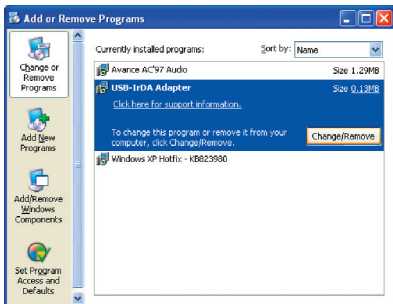 Add or Remove Programs
Change or
Remove
Programs
Add New
Programs
Add/Remove
Windows
Components
Set Program
Access and
Defaults
Currently installed programs:
Sort by: Name
Avance AC'97 Audio Size 1.29MB
USB-IrDA Adapter Size 0.13MB
Click here for support information.
To change this program or remove it from your
computer, click Change/Remove.
Change/Remove
Windows XP Hotfix - KB823980